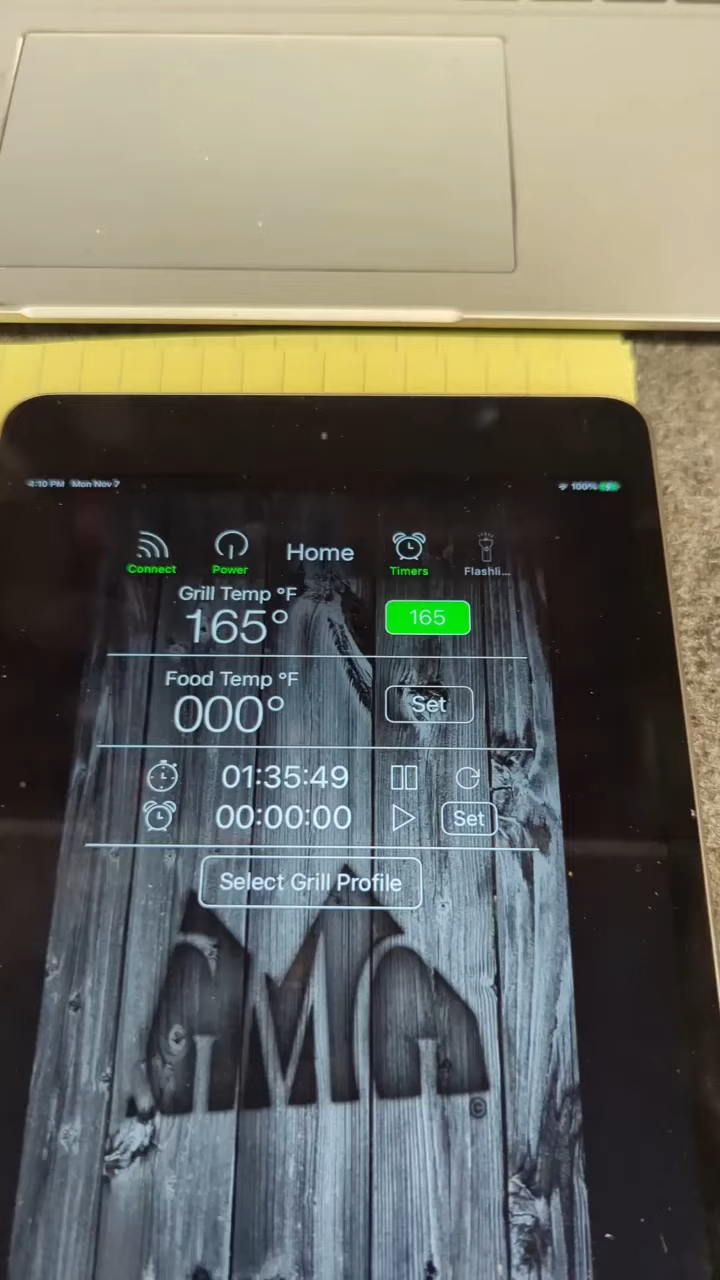 4:10 PM Mon Nov 7
100%
Home
Connect
Power
Timers
Flashli...
Grill Temp °F
165°
165
Food Temp °F
000°
Set
01:35:49
00:00:00
Set
Select Grill Profile
GMG
©